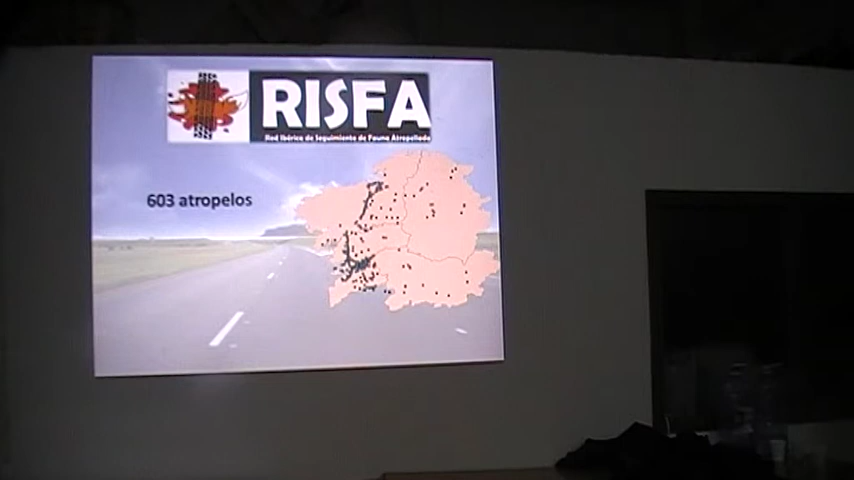 RISFA
Red Ibérica de Seguimiento de Fauna Atropellada
603 atropelos